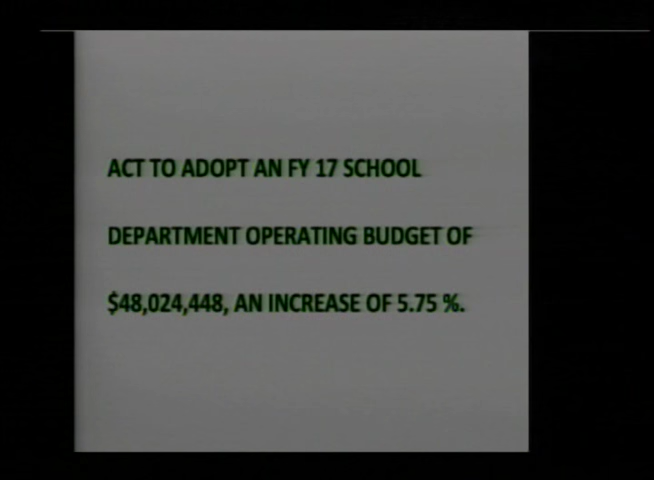 ACT TO ADOPT AN FY 17 SCHOOL
DEPARTMENT OPERATING BUDGET OF
$48,024,448, AN INCREASE OF 5.75 %.